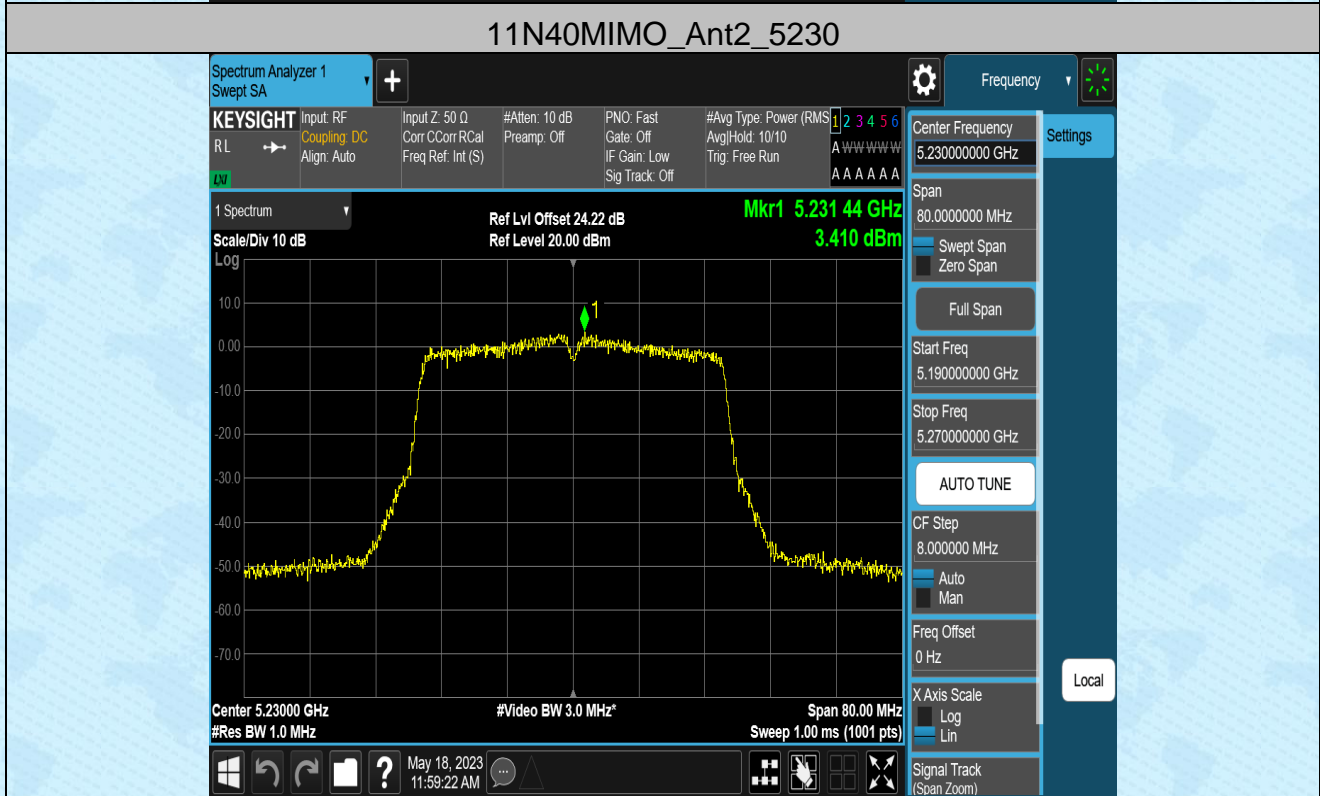 11N40MIMO_Ant2_5230
Spectrum Analyzer 1
Swept SA
Frequency
KEYSIGHT
RL
LXI
Input: RF
Coupling: DC
Align: Auto
Input Z: 50 Ω
Corr CCorr RCal
Freq Ref: Int (S)
#Atten: 10 dB
Preamp: Off
PNO: Fast
Gate: Off
IF Gain: Low
Sig Track: Off
#Avg Type: Power (RMS
Avg|Hold: 10/10
Trig: Free Run
1 2 3 4 5 6
A W W W W W
A A A A A A
1 Spectrum
Scale/Div 10 dB
Log
Ref Lvl Offset 24.22 dB
Ref Level 20.00 dBm
Mkr1 5.231 44 GHz
3.410 dBm
1
10.0
0.00
-10.0
-20.0
-30.0
-40.0
-50.0
-60.0
-70.0
Center 5.23000 GHz
#Res BW 1.0 MHz
#Video BW 3.0 MHz*
Span 80.00 MHz
Sweep 1.00 ms (1001 pts)
Center Frequency
5.230000000 GHz
Settings
Span
80.0000000 MHz
Swept Span
Zero Span
Full Span
Start Freq
5.190000000 GHz
Stop Freq
5.270000000 GHz
AUTO TUNE
CF Step
8.000000 MHz
Auto
Man
Freq Offset
0 Hz
X Axis Scale
Log
Lin
Local
Signal Track
(Span Zoom)
?
May 18, 2023
11:59:22 AM